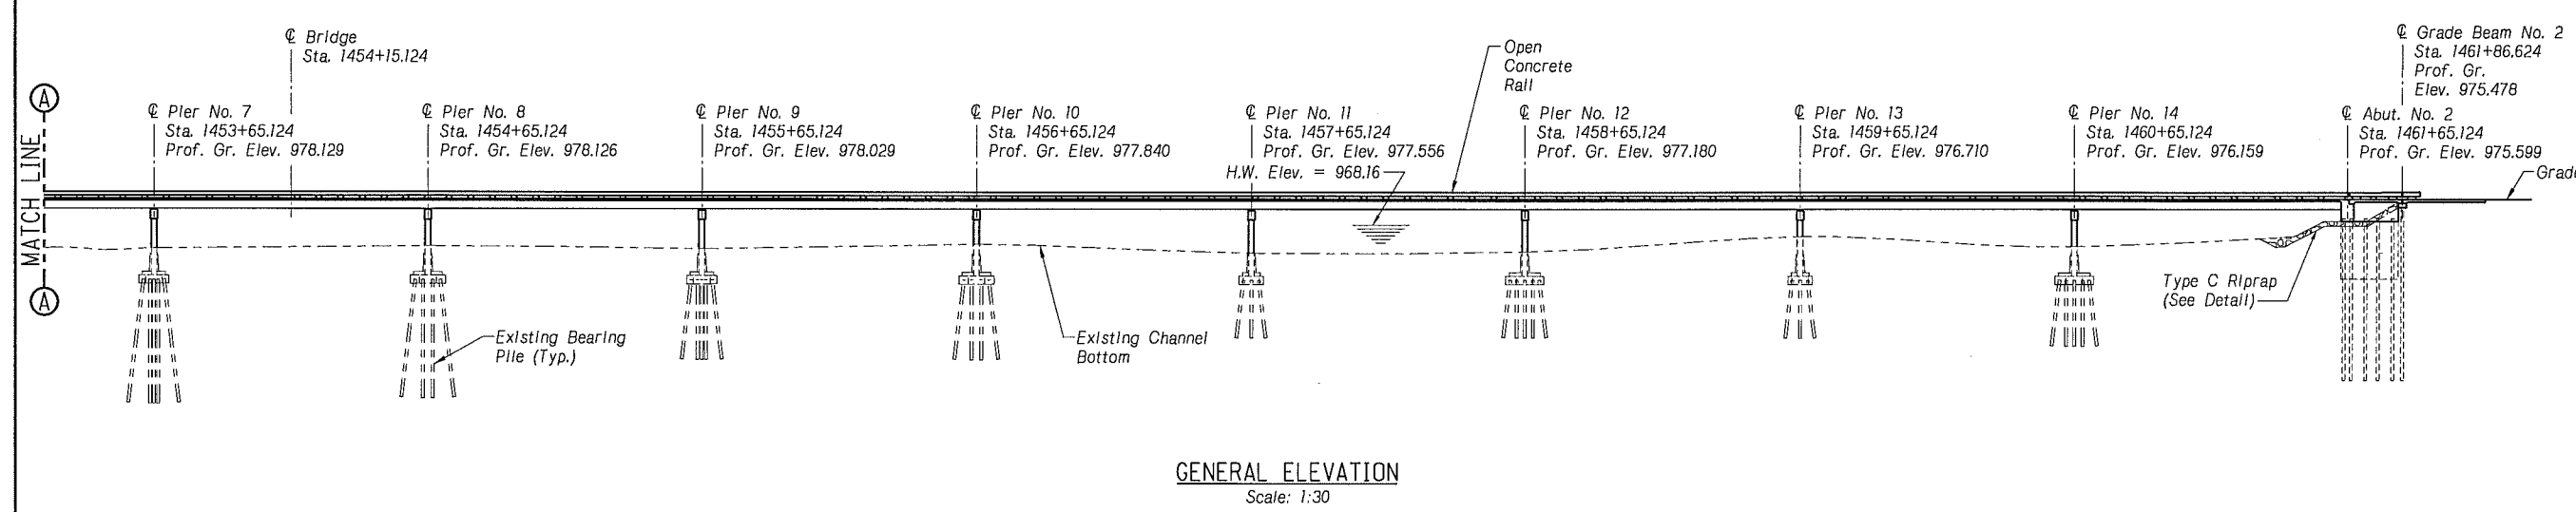 ℄ Bridge
Sta. 1454+15.124
Open
Concrete
Rail
℄ Grade Beam No. 2
Sta. 1461+86.624
Prof. Gr.
Elev. 975.478
A
MATCH LINE
A
℄ Pier No. 7
Sta. 1453+65.124
Prof. Gr. Elev. 978.129
℄ Pier No. 8
Sta. 1454+65.124
Prof. Gr. Elev. 978.126
℄ Pier No. 9
Sta. 1455+65.124
Prof. Gr. Elev. 978.029
℄ Pier No. 10
Sta. 1456+65.124
Prof. Gr. Elev. 977.840
℄ Pier No. 11
Sta. 1457+65.124
Prof. Gr. Elev. 977.556
H.W. Elev. = 968.16
℄ Pier No. 12
Sta. 1458+65.124
Prof. Gr. Elev. 977.180
℄ Pier No. 13
Sta. 1459+65.124
Prof. Gr. Elev. 976.710
℄ Pier No. 14
Sta. 1460+65.124
Prof. Gr. Elev. 976.159
℄ Abut. No. 2
Sta. 1461+65.124
Prof. Gr. Elev. 975.599
Grade
Existing Bearing
Pile (Typ.)
Existing Channel
Bottom
Type C Riprap
(See Detail)
GENERAL ELEVATION
Scale: 1:30